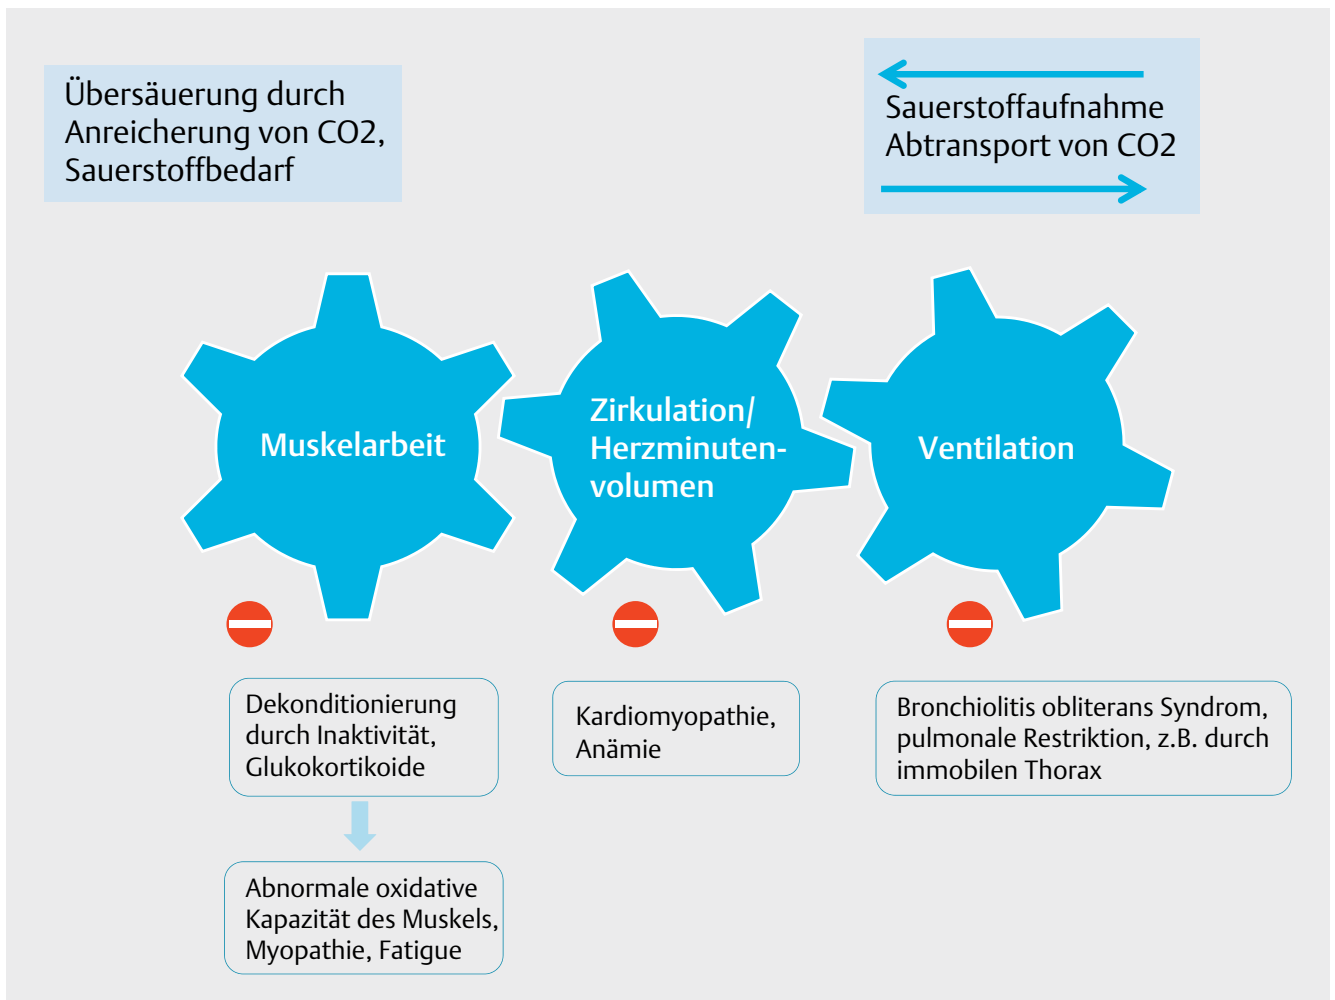 Übersäuerung durch
Anreicherung von CO2,
Sauerstoffbedarf
Sauerstoffaufnahme
Abtransport von CO2
Muskelarbeit
Zirkulation/
Herzminuten-
volumen
Ventilation
Dekonditionierung
durch Inaktivität,
Glukokortikoide
Kardiomyopathie,
Anämie
Bronchiolitis obliterans Syndrom,
pulmonale Restriktion, z.B. durch
immobilen Thorax
Abnormale oxidative
Kapazität des Muskels,
Myopathie, Fatigue